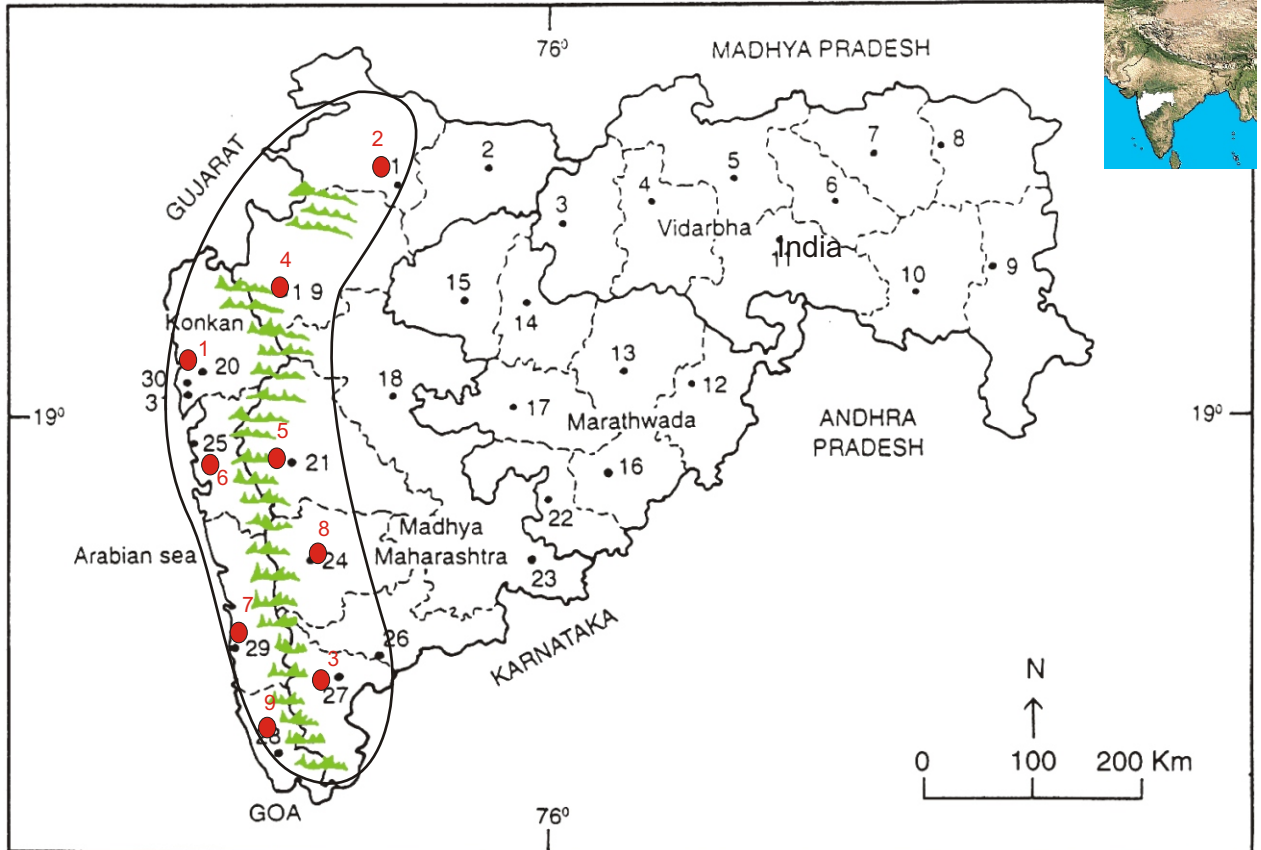 76⁰
MADHYA PRADESH
GUJARAT
2
1
2
7
8
5
3
4
6
Vidarbha
India
11
4
19
15
14
10
9
Konkan
1
20
30
31
13
12
18
17
Marathwada
19⁰
19⁰
ANDHRA
PRADESH
25
5
21
6
16
22
8
24
Madhya
Maharashtra
23
Arabian sea
7
29
26
3
27
KARNATAKA
9
28
GOA
76⁰
N
0 100 200 Km